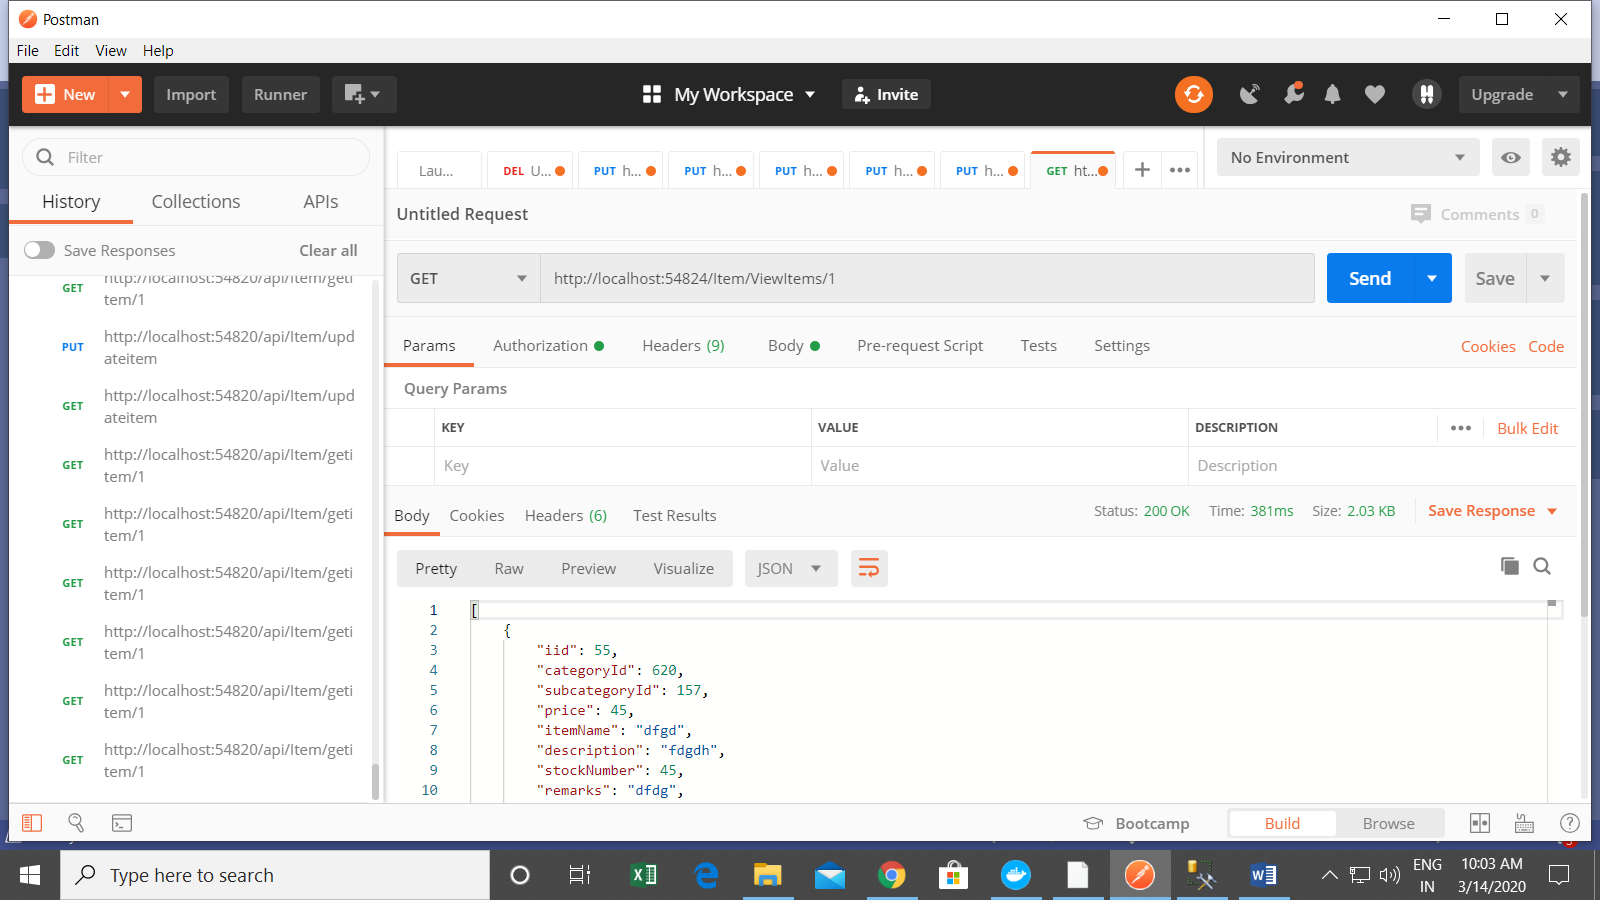 Postman
File Edit View Help
New Import Runner My Workspace Invite Upgrade
Filter
History Collections APIs
Save Responses Clear all
GET http://localhost:54820/api/Item/geti
tem/1
PUT http://localhost:54820/api/Item/upd
ateitem
GET http://localhost:54820/api/Item/upd
ateitem
GET http://localhost:54820/api/Item/geti
tem/1
GET http://localhost:54820/api/Item/geti
tem/1
GET http://localhost:54820/api/Item/geti
tem/1
GET http://localhost:54820/api/Item/geti
tem/1
GET http://localhost:54820/api/Item/geti
tem/1
GET http://localhost:54820/api/Item/geti
tem/1
Lau... DEL U... PUT h... PUT h... PUT h... PUT h... PUT h... GET ht... No Environment
Untitled Request Comments 0
GET http://localhost:54824/Item/ViewItems/1 Send Save
Params Authorization Headers (9) Body Pre-request Script Tests Settings Cookies Code
Query Params
KEY VALUE DESCRIPTION Bulk Edit
Key Value Description
Body Cookies Headers (6) Test Results Status: 200 OK Time: 381ms Size: 2.03 KB Save Response
Pretty Raw Preview Visualize JSON
1 [
2 {
3 "iid": 55,
4 "categoryId": 620,
5 "subcategoryId": 157,
6 "price": 45,
7 "itemName": "dfgd",
8 "description": "fdgdh",
9 "stockNumber": 45,
10 "remarks": "dfdg",
Bootcamp Build Browse
Type here to search
ENG
IN
10:03 AM
3/14/2020